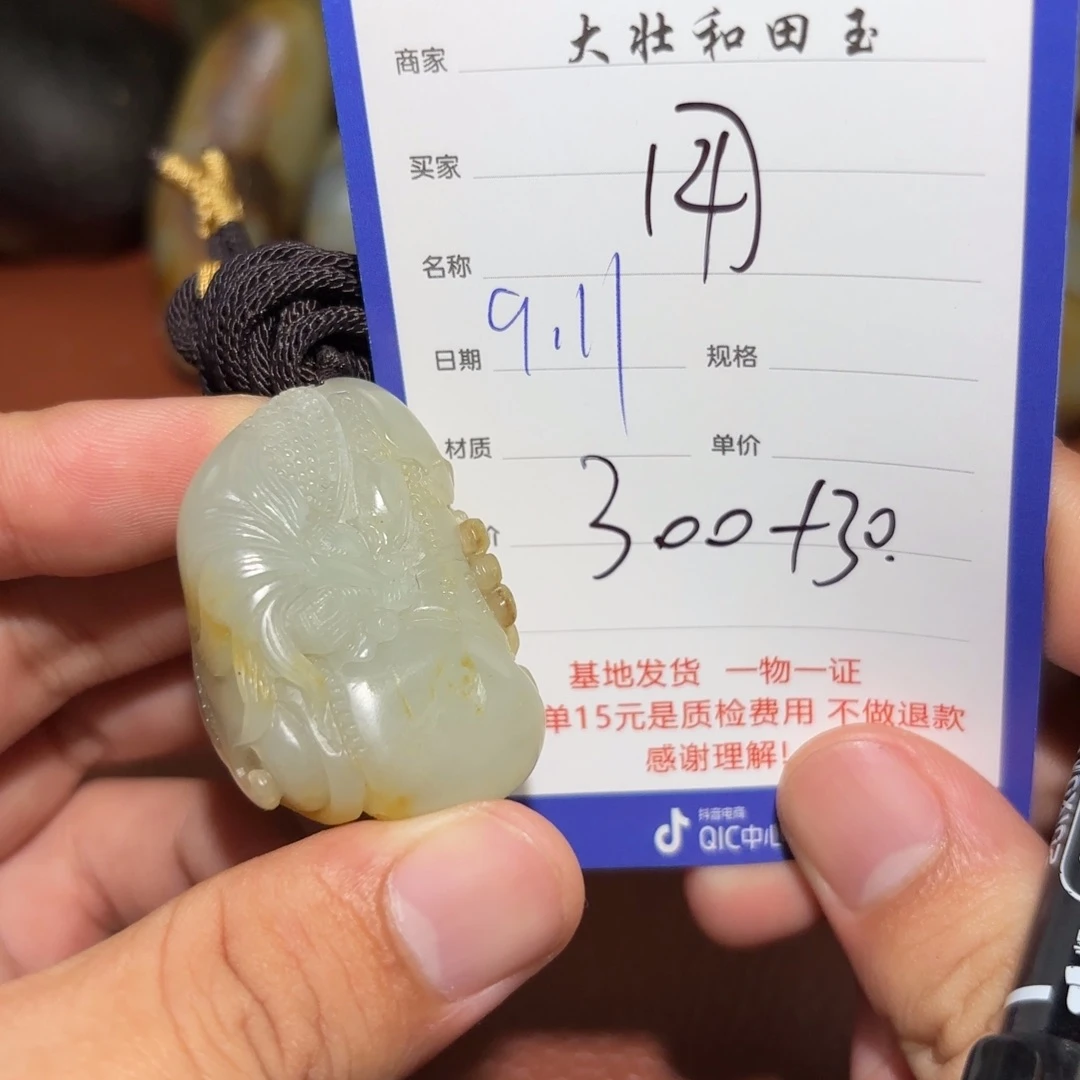 商家 大壮和田玉
买家 14
名称
日期 9.11 规格
材质 单价
价 300+30.
基地发货 一物一证
单15元是质检费用 不做退款
感谢理解!
抖音电商
QIC中心